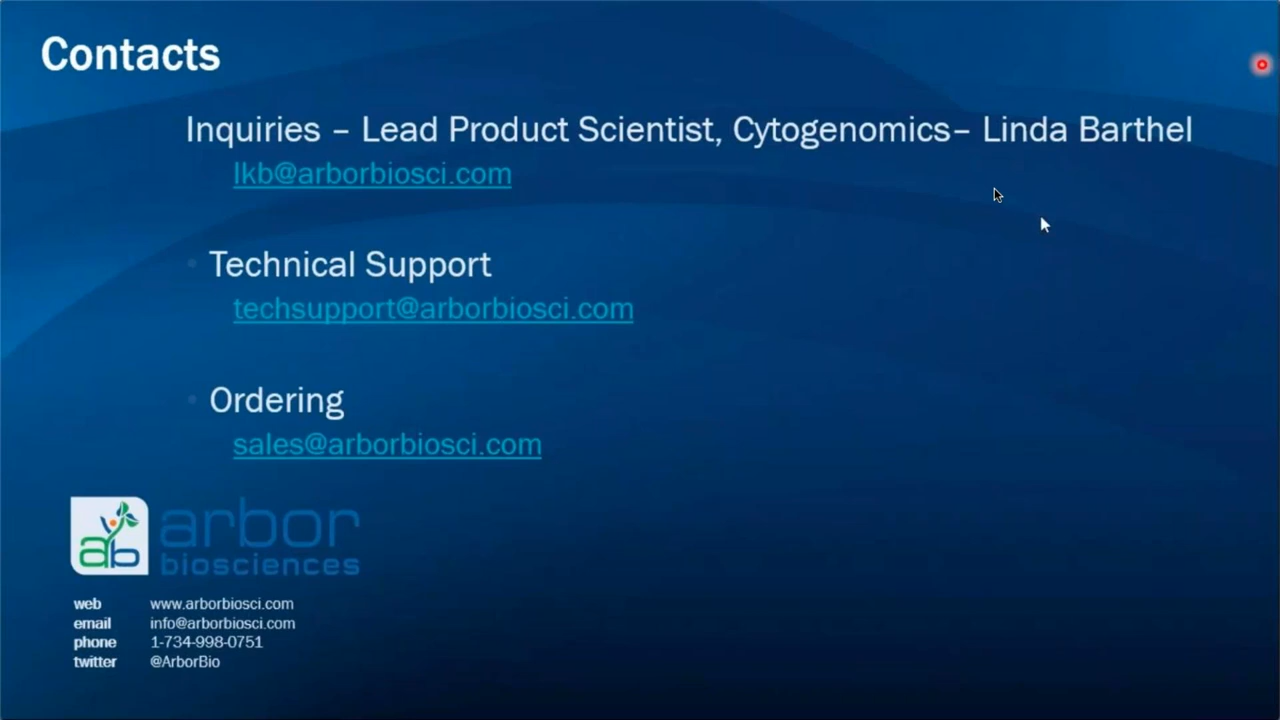 Contacts
Inquiries – Lead Product Scientist, Cytogenomics– Linda Barthel
lkb@arborbiosci.com
• Technical Support
techsupport@arborbiosci.com
• Ordering
sales@arborbiosci.com
ab
arbor
biosciences
web www.arborbiosci.com
email info@arborbiosci.com
phone 1-734-998-0751
twitter @ArborBio